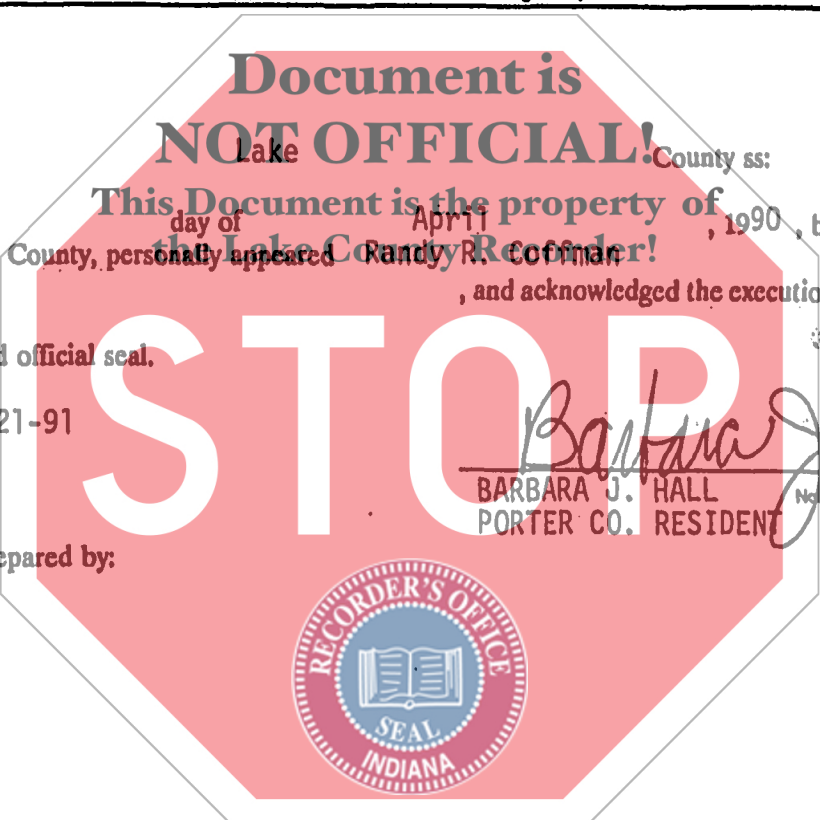 Document is
NOT OFFICIAL!
Lake County ss:
This Document is the property of
day of April , 1990 , b
the Lake County Recorder!
County, personally appeared Randy R. Coffman
, and acknowledged the executio
STOP
d official seal.
21-91
Barbara J
BARBARA J. HALL
PORTER CO. RESIDENT
epared by:
RECORDER'S OFFICE
SEAL
INDIANA